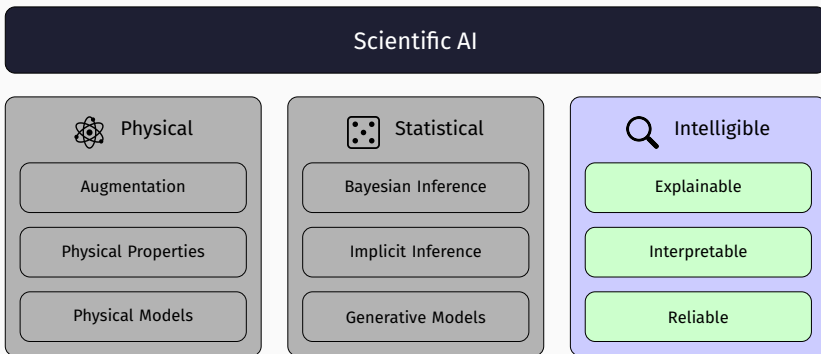 Scientific AI
Physical
Augmentation
Physical Properties
Physical Models
Statistical
Bayesian Inference
Implicit Inference
Generative Models
Intelligible
Explainable
Interpretable
Reliable